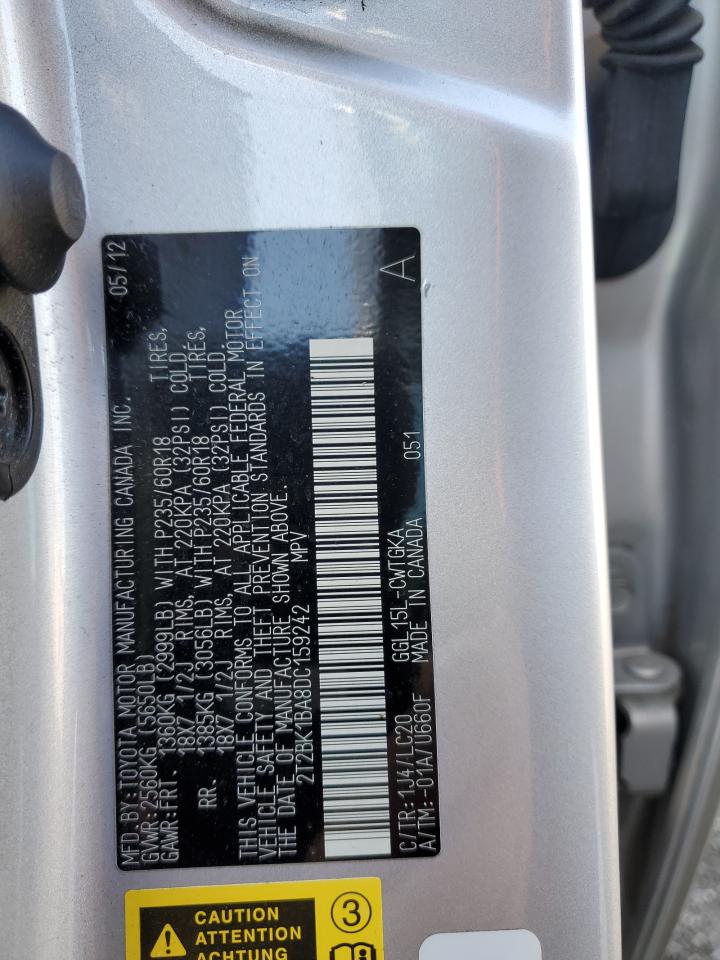 MFD.BY:TOYOTA MOTOR MANUFACTURING CANADA INC. 05/12
GVWR:2560KG (5650LB)
GAWR:FRT. 1360KG (2999LB) WITH P235/60R18 TIRES,
18X7 1/2J RIMS, AT 220KPA (32PSI) COLD.
RR. 1385KG (3056LB) WITH P235/60R18 TIRES,
18X7 1/2J RIMS, AT 220KPA (32PSI) COLD.
THIS VEHICLE CONFORMS TO ALL APPLICABLE FEDERAL MOTOR
VEHICLE SAFETY AND THEFT PREVENTION STANDARDS IN EFFECT ON
THE DATE OF MANUFACTURE SHOWN ABOVE.
2T2BK1BA8DC159242 MPV
C/TR:1J4/LC20 GGL15L-CWTGKA A
A/TM:-01A/U660F MADE IN CANADA 051
CAUTION
ATTENTION
ACHTUNG
3